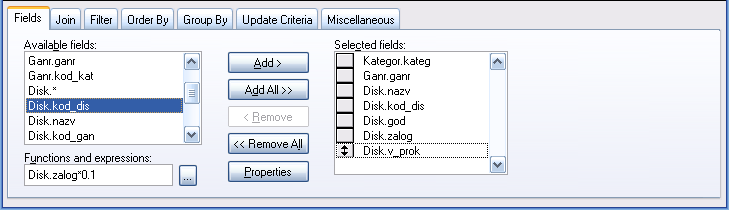 Fields Join Filter Order By Group By Update Criteria Miscellaneous
Available fields:
Ganr.ganr
Ganr.kod_kat
Disk.*
Disk.kod_dis
Disk.nazv
Disk.kod_gan
Functions and expressions:
Disk.zalog*0.1
...
Add >
Add All >>
< Remove
<< Remove All
Properties
Selected fields:
Kategor.kateg
Ganr.ganr
Disk.nazv
Disk.kod_dis
Disk.god
Disk.zalog
Disk.v_prok